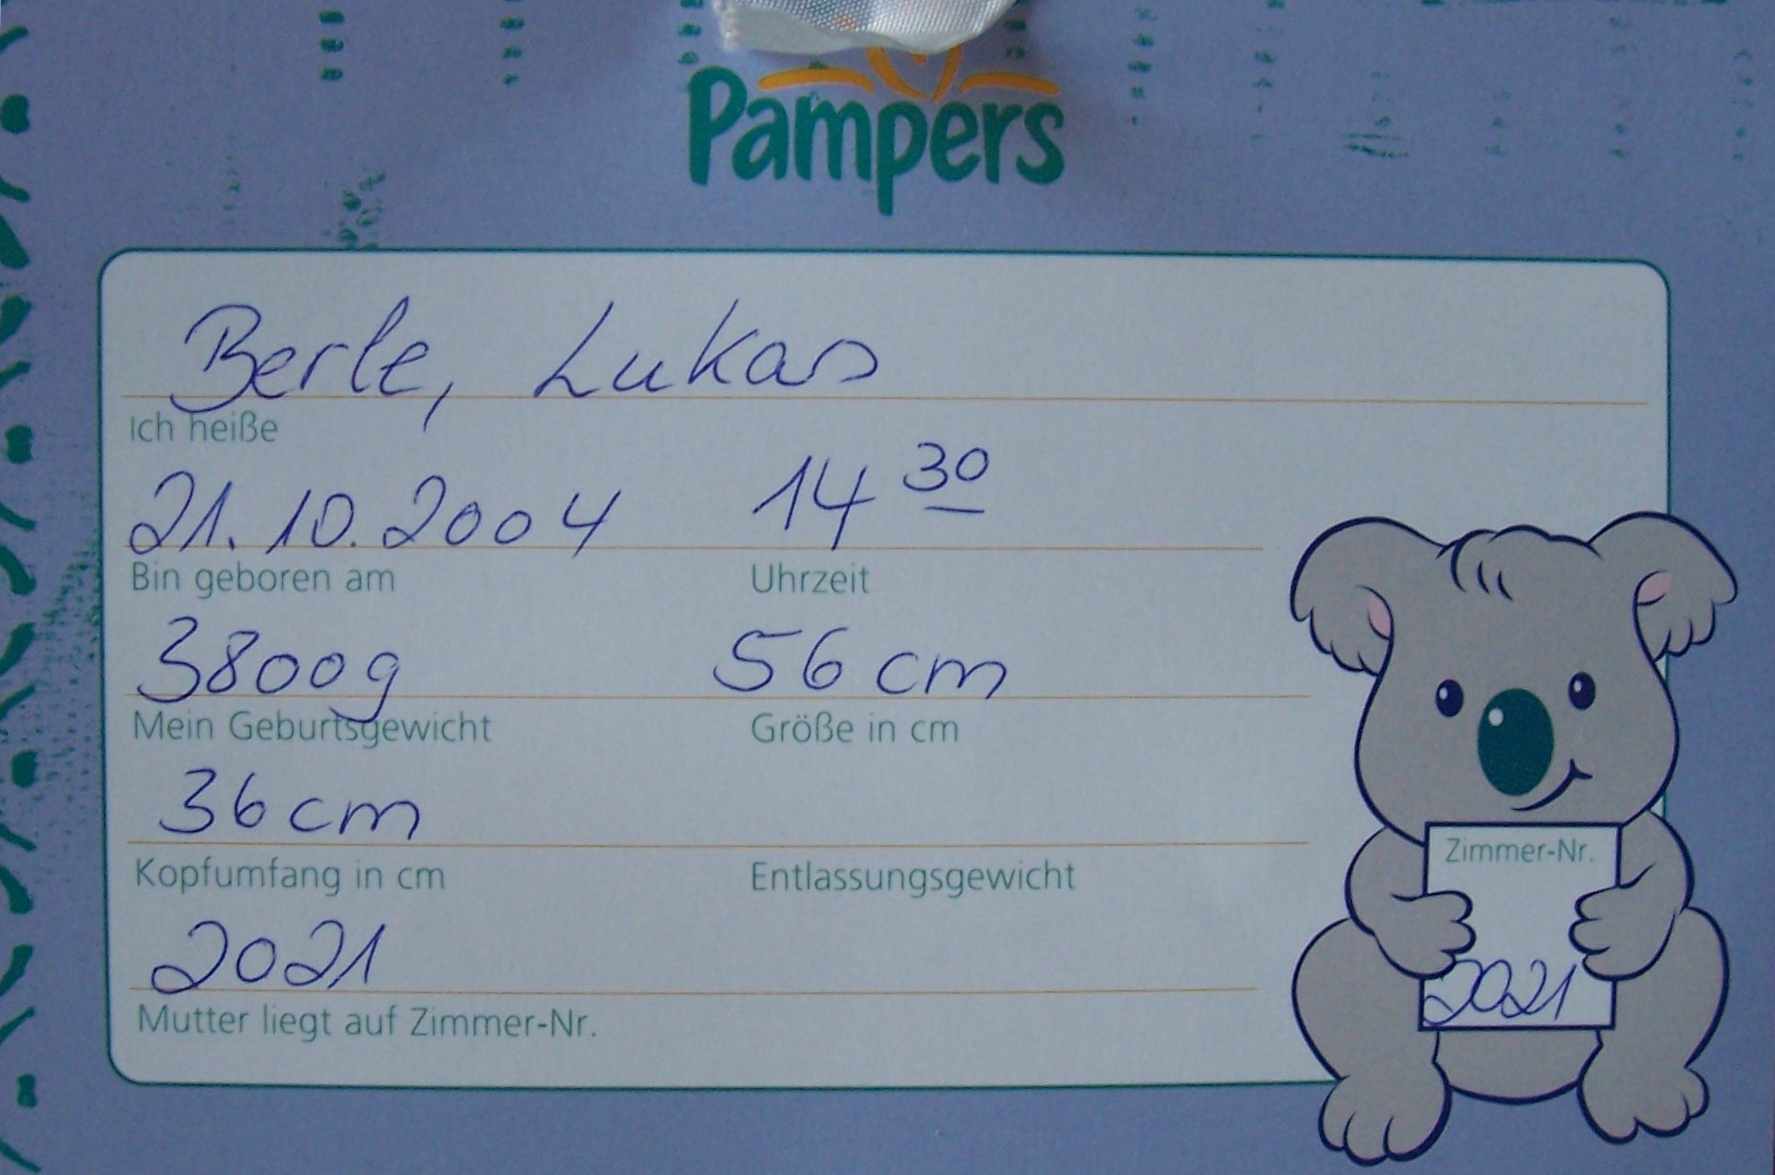 Pampers
Berle, Lukas
Ich heiße
21.10.2004 14 30
Bin geboren am Uhrzeit
3800g 56 cm
Mein Geburtsgewicht Größe in cm
36 cm
Kopfumfang in cm Entlassungsgewicht
2021
Mutter liegt auf Zimmer-Nr.
Zimmer-Nr.
2021